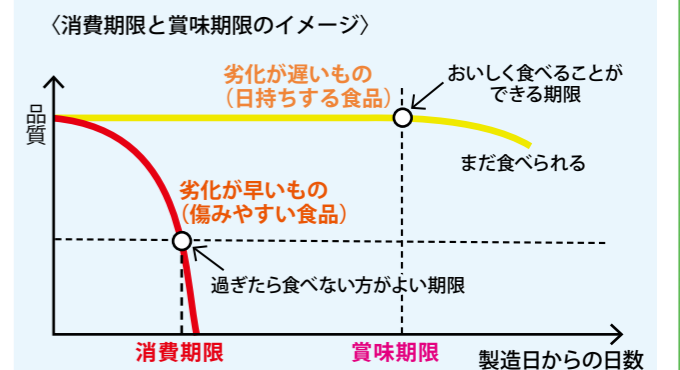 〈消費期限と賞味期限のイメージ〉
劣化が遅いもの
（日持ちする食品）
おいしく食べることが
できる期限
品質
まだ食べられる
劣化が早いもの
（傷みやすい食品）
過ぎたら食べない方がよい期限
消費期限
賞味期限
製造日からの日数